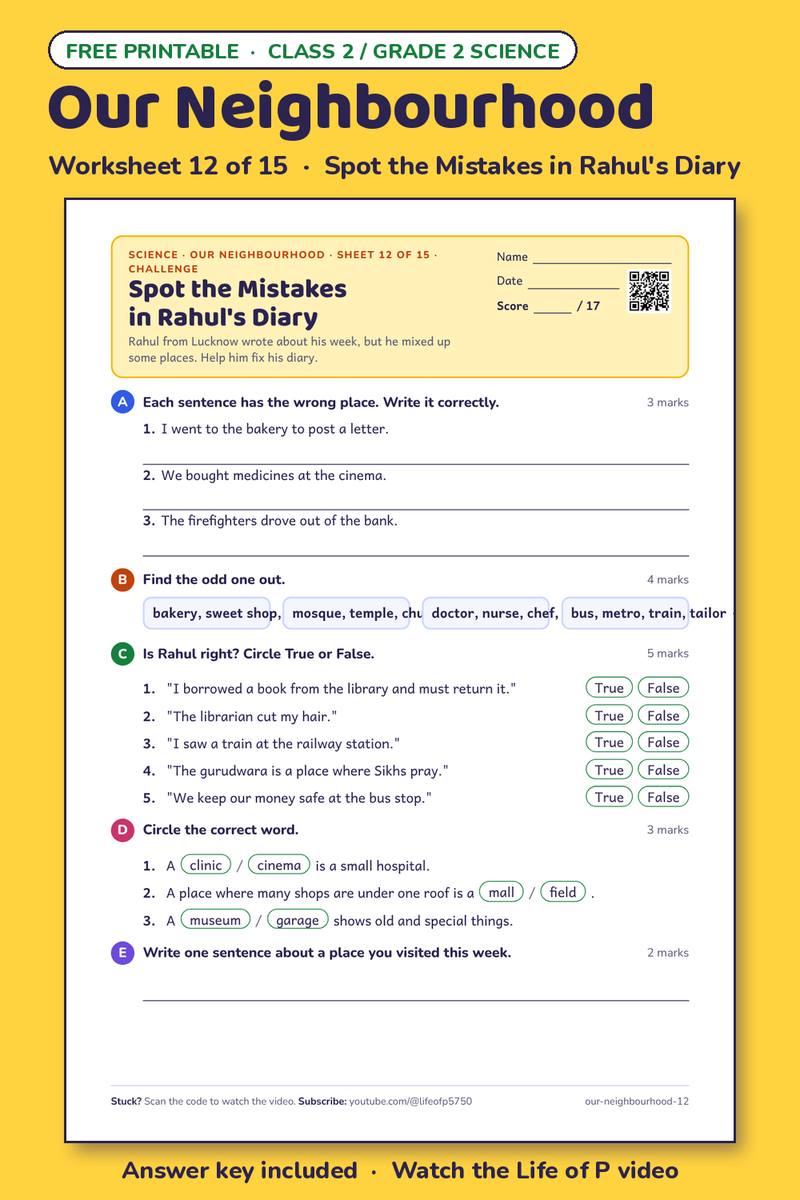 FREE PRINTABLE · CLASS 2 / GRADE 2 SCIENCE
Our Neighbourhood
Worksheet 12 of 15 · Spot the Mistakes in Rahul's Diary
SCIENCE · OUR NEIGHBOURHOOD · SHEET 12 OF 15 ·
CHALLENGE
Spot the Mistakes
in Rahul's Diary
Rahul from Lucknow wrote about his week, but he mixed up
some places. Help him fix his diary.
Name
Date
Score / 17
A Each sentence has the wrong place. Write it correctly. 3 marks
1. I went to the bakery to post a letter.
2. We bought medicines at the cinema.
3. The firefighters drove out of the bank.
B Find the odd one out. 4 marks
bakery, sweet shop, mosque, temple, doctor, nurse, chef, bus, metro, train, tailor
C Is Rahul right? Circle True or False. 5 marks
1. "I borrowed a book from the library and must return it." True False
2. "The librarian cut my hair." True False
3. "I saw a train at the railway station." True False
4. "The gurudwara is a place where Sikhs pray." True False
5. "We keep our money safe at the bus stop." True False
D Circle the correct word. 3 marks
1. A clinic / cinema is a small hospital.
2. A place where many shops are under one roof is a mall / field .
3. A museum / garage shows old and special things.
E Write one sentence about a place you visited this week. 2 marks
Stuck? Scan the code to watch the video. Subscribe: youtube.com/@lifeofp5750
our-neighbourhood-12
Answer key included · Watch the Life of P video